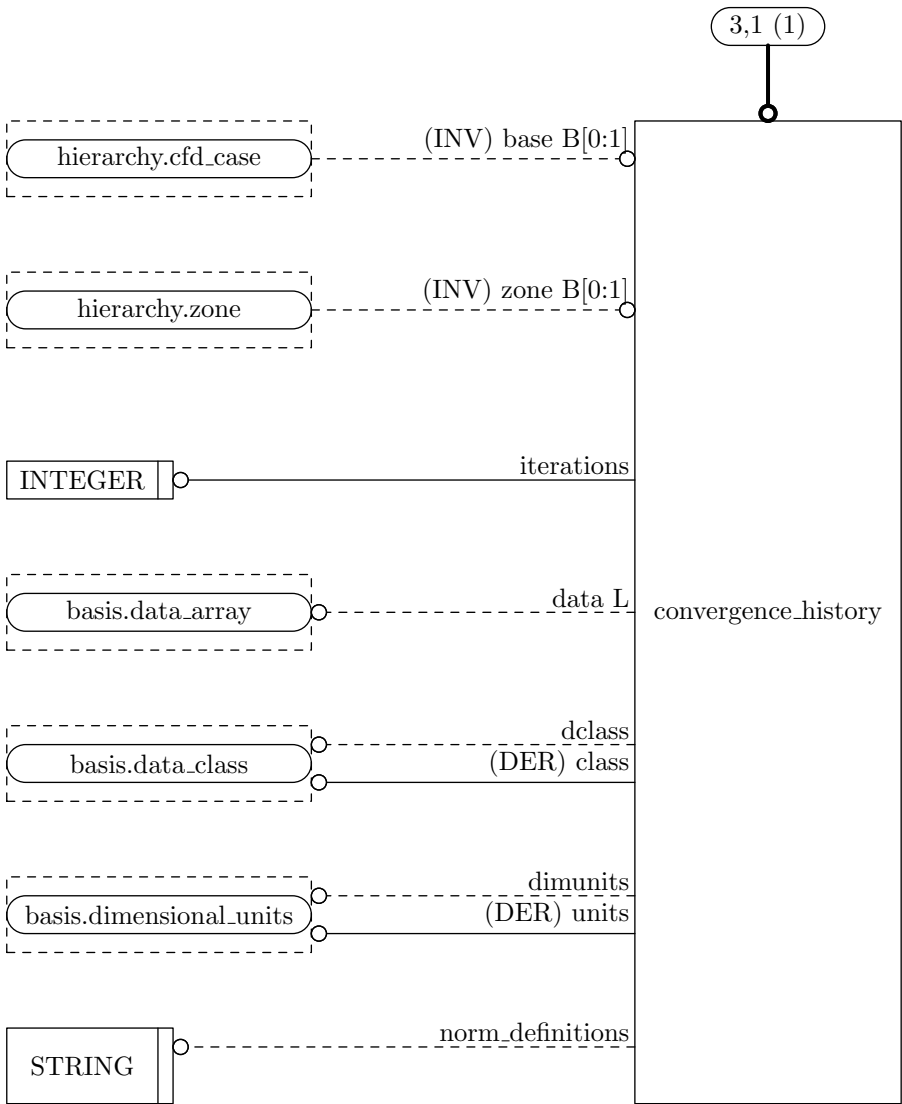 3,1 (1)
(INV) base B[0:1]
hierarchy.cfd_case
(INV) zone B[0:1]
hierarchy.zone
iterations
INTEGER
data L
basis.data_array
convergence_history
dclass
basis.data_class
(DER) class
dimunits
basis.dimensional_units
(DER) units
norm_definitions
STRING